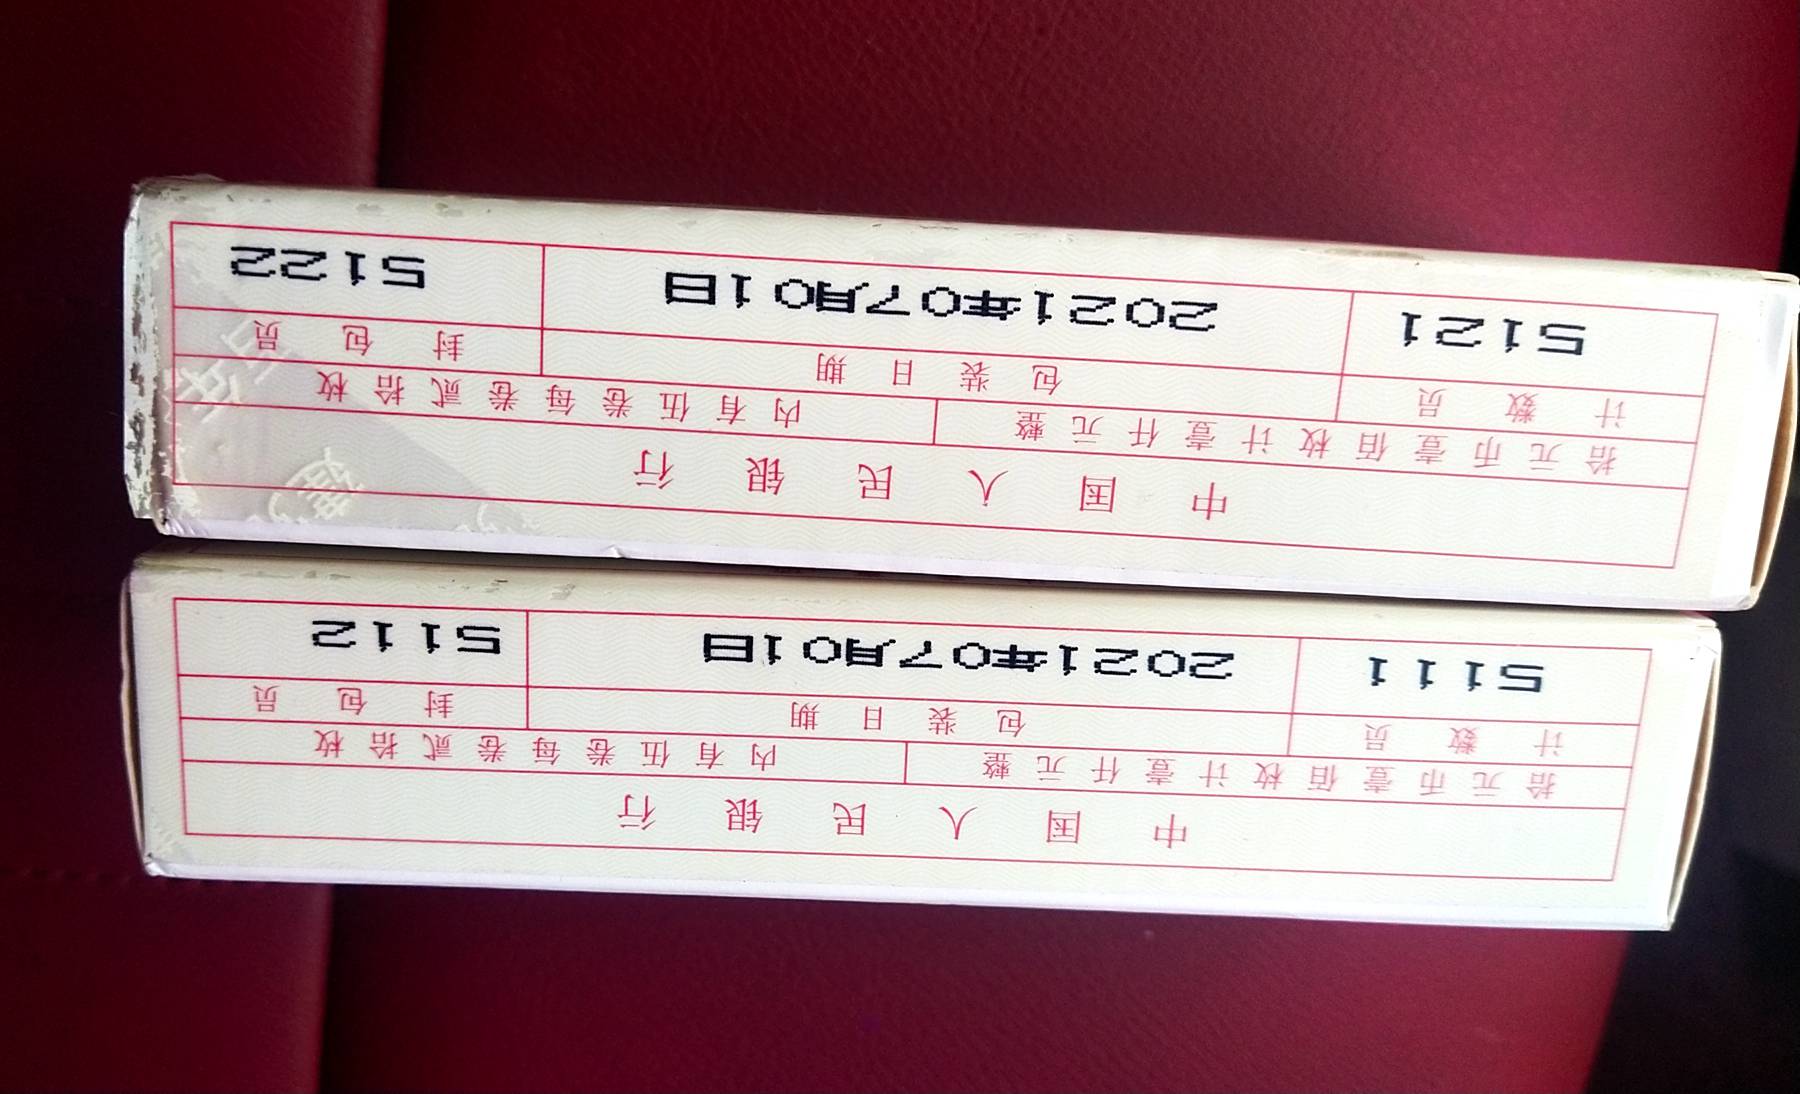 中国人民银行
拾元币壹佰枚计壹仟元整 内有伍卷每卷贰拾枚
计数员 包装日期 封包员
5111 2021年07月01日 5112
中国人民银行
拾元币壹佰枚计壹仟元整 内有伍卷每卷贰拾枚
计数员 包装日期 封包员
5121 2021年07月01日 5122